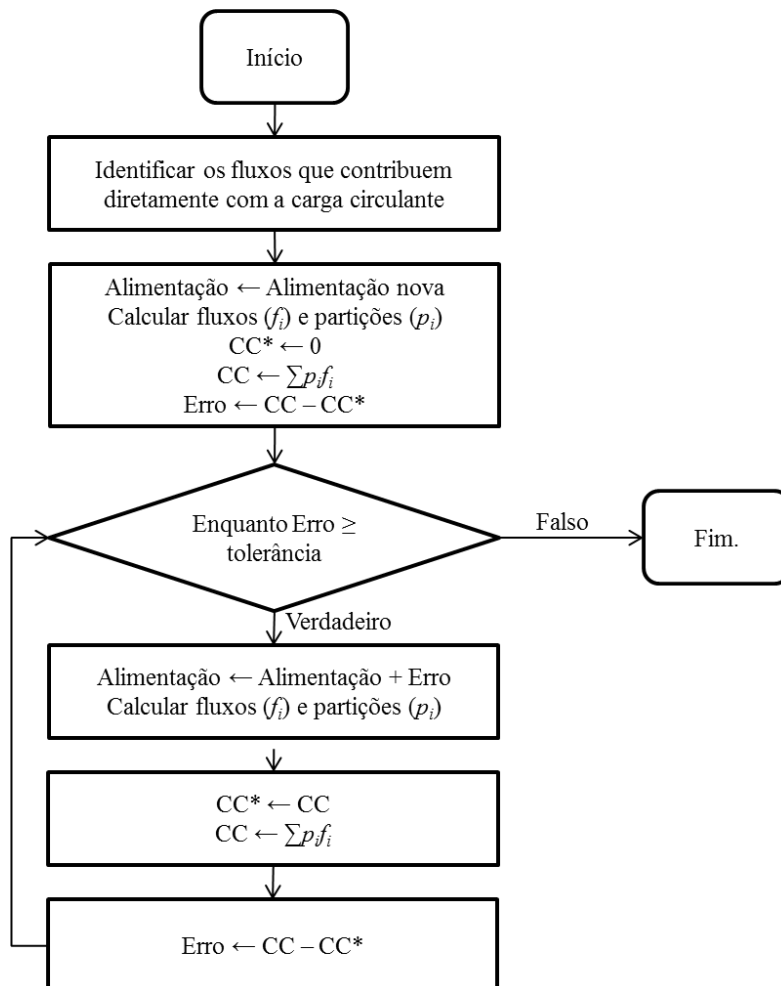 Início
Identificar os fluxos que contribuem
diretamente com a carga circulante
Alimentação ← Alimentação nova
Calcular fluxos (fi) e partições (pi)
CC* ← 0
CC ← ∑pifi
Erro ← CC – CC*
Enquanto Erro ≥
tolerância
Falso
Fim.
Verdadeiro
Alimentação ← Alimentação + Erro
Calcular fluxos (fi) e partições (pi)
CC* ← CC
CC ← ∑pifi
Erro ← CC – CC*